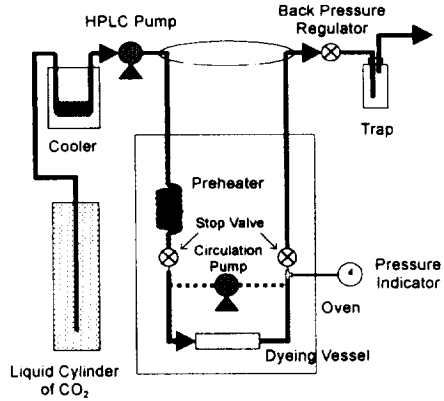 HPLC Pump
Back Pressure
Regulator
Cooler
Trap
Preheater
Stop Valve
Circulation
Pump
Pressure
Indicator
Oven
Dyeing Vessel
Liquid Cylinder
of CO₂